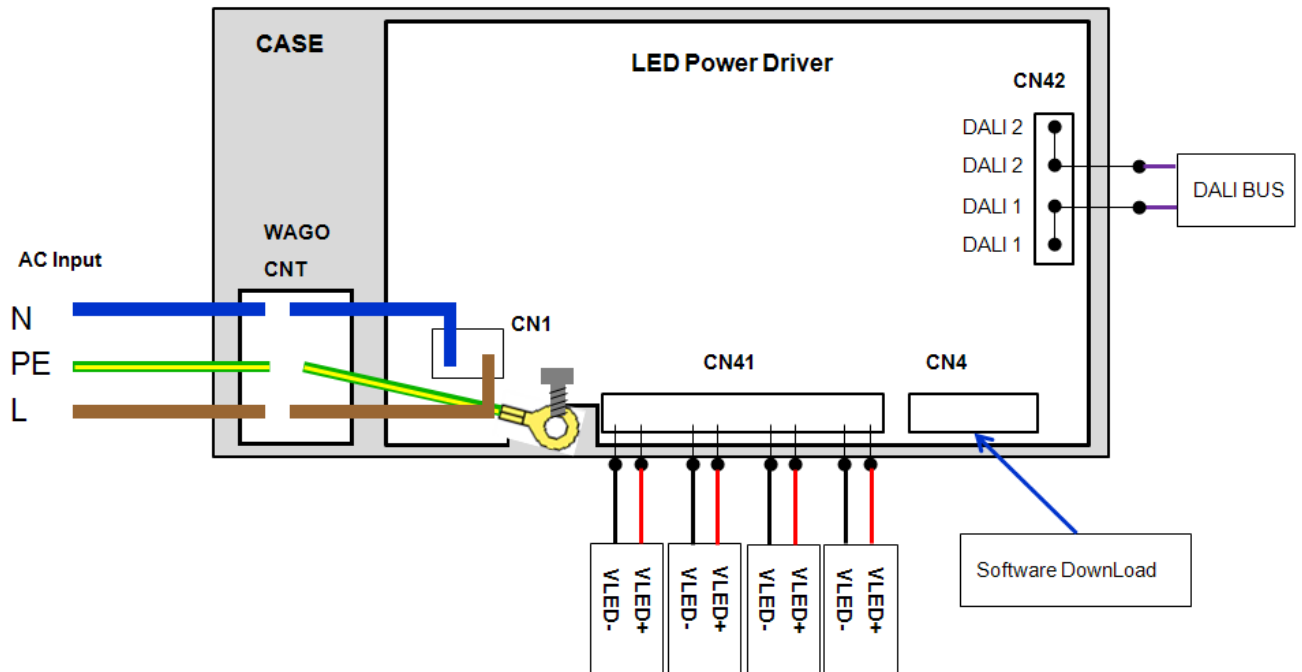 CASE
LED Power Driver
CN42
DALI 2
DALI 2
DALI 1
DALI 1
DALI BUS
WAGO
CNT
AC Input
N
PE
L
CN1
CN41
CN4
VLED-
VLED+
VLED-
VLED+
VLED-
VLED+
VLED-
VLED+
Software DownLoad